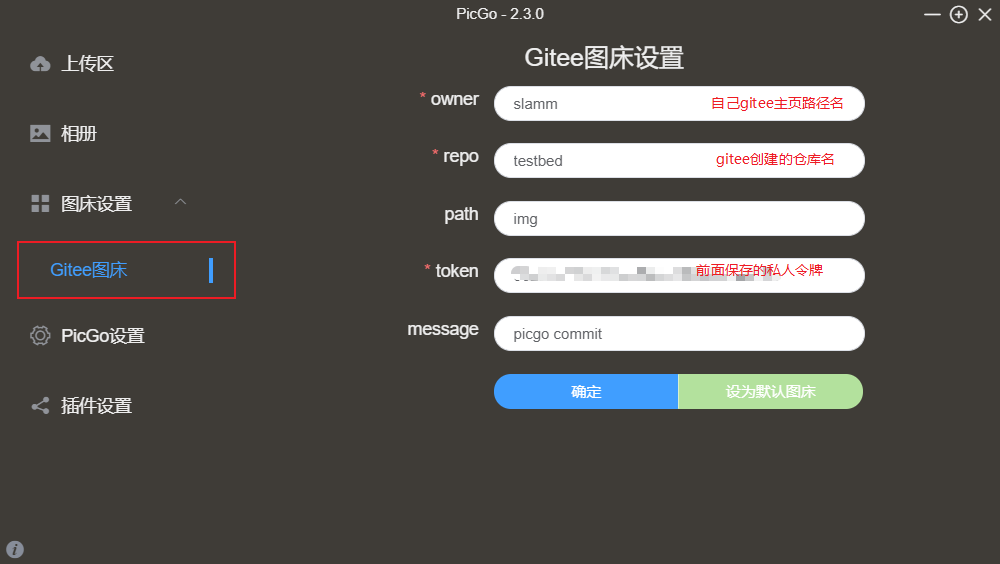 PicGo - 2.3.0
上传区
相册
图床设置
Gitee图床
PicGo设置
插件设置
Gitee图床设置
* owner
slamm 自己gitee主页路径名
* repo
testbed gitee创建的仓库名
path
img
* token
前面保存的私人令牌
message
picgo commit
确定 设为默认图床